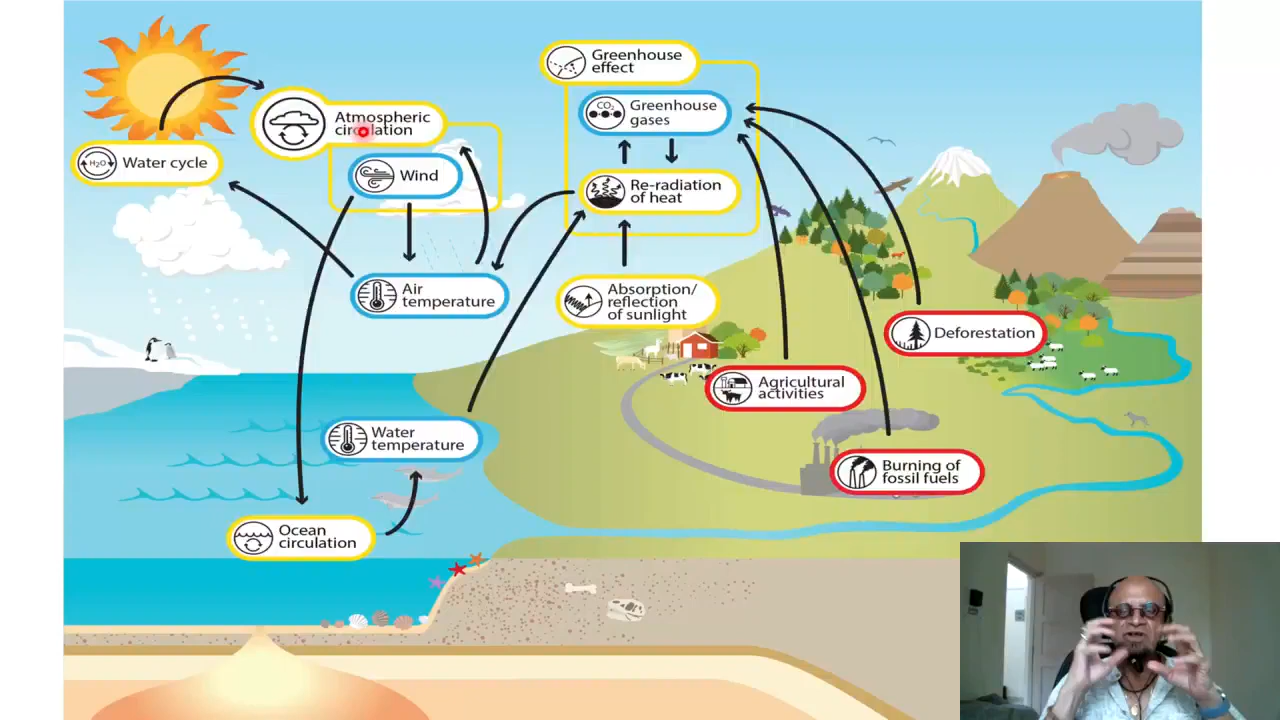 Greenhouse
effect
CO₂
Greenhouse
gases
Atmospheric
circulation
H₂O
Water cycle
Wind
Re-radiation
of heat
Air
temperature
Absorption/
reflection
of sunlight
Deforestation
Agricultural
activities
Water
temperature
Burning of
fossil fuels
Ocean
circulation